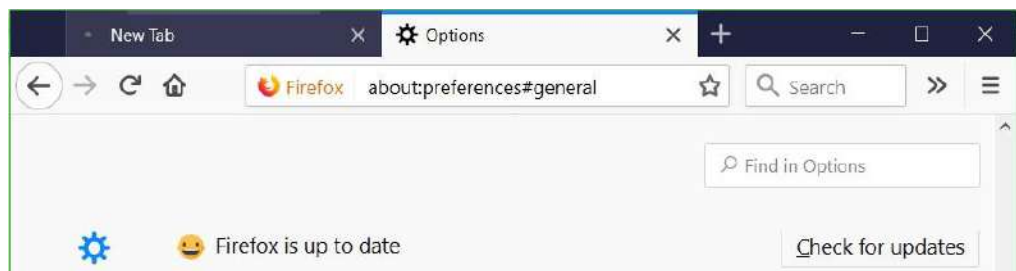 New Tab Options
Firefox about:preferences#general Search
Find in Options
Firefox is up to date Check for updates